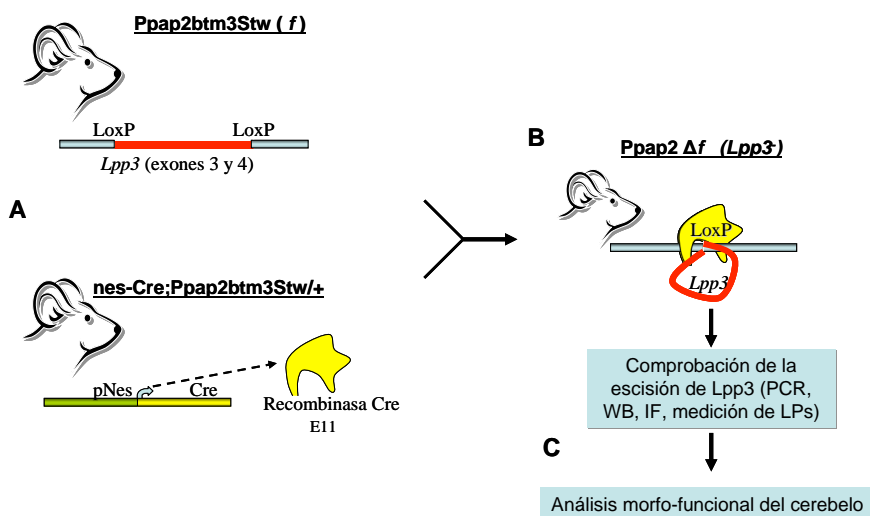 Ppap2btm3Stw ( f )
LoxP LoxP
Lpp3 (exones 3 y 4)
A
nes-Cre;Ppap2btm3Stw/+
pNes Cre
Recombinasa Cre
E11
B
Ppap2 Δf (Lpp3-)
LoxP
Lpp3
Comprobación de la
escisión de Lpp3 (PCR,
WB, IF, medición de LPs)
C
Análisis morfo-funcional del cerebelo